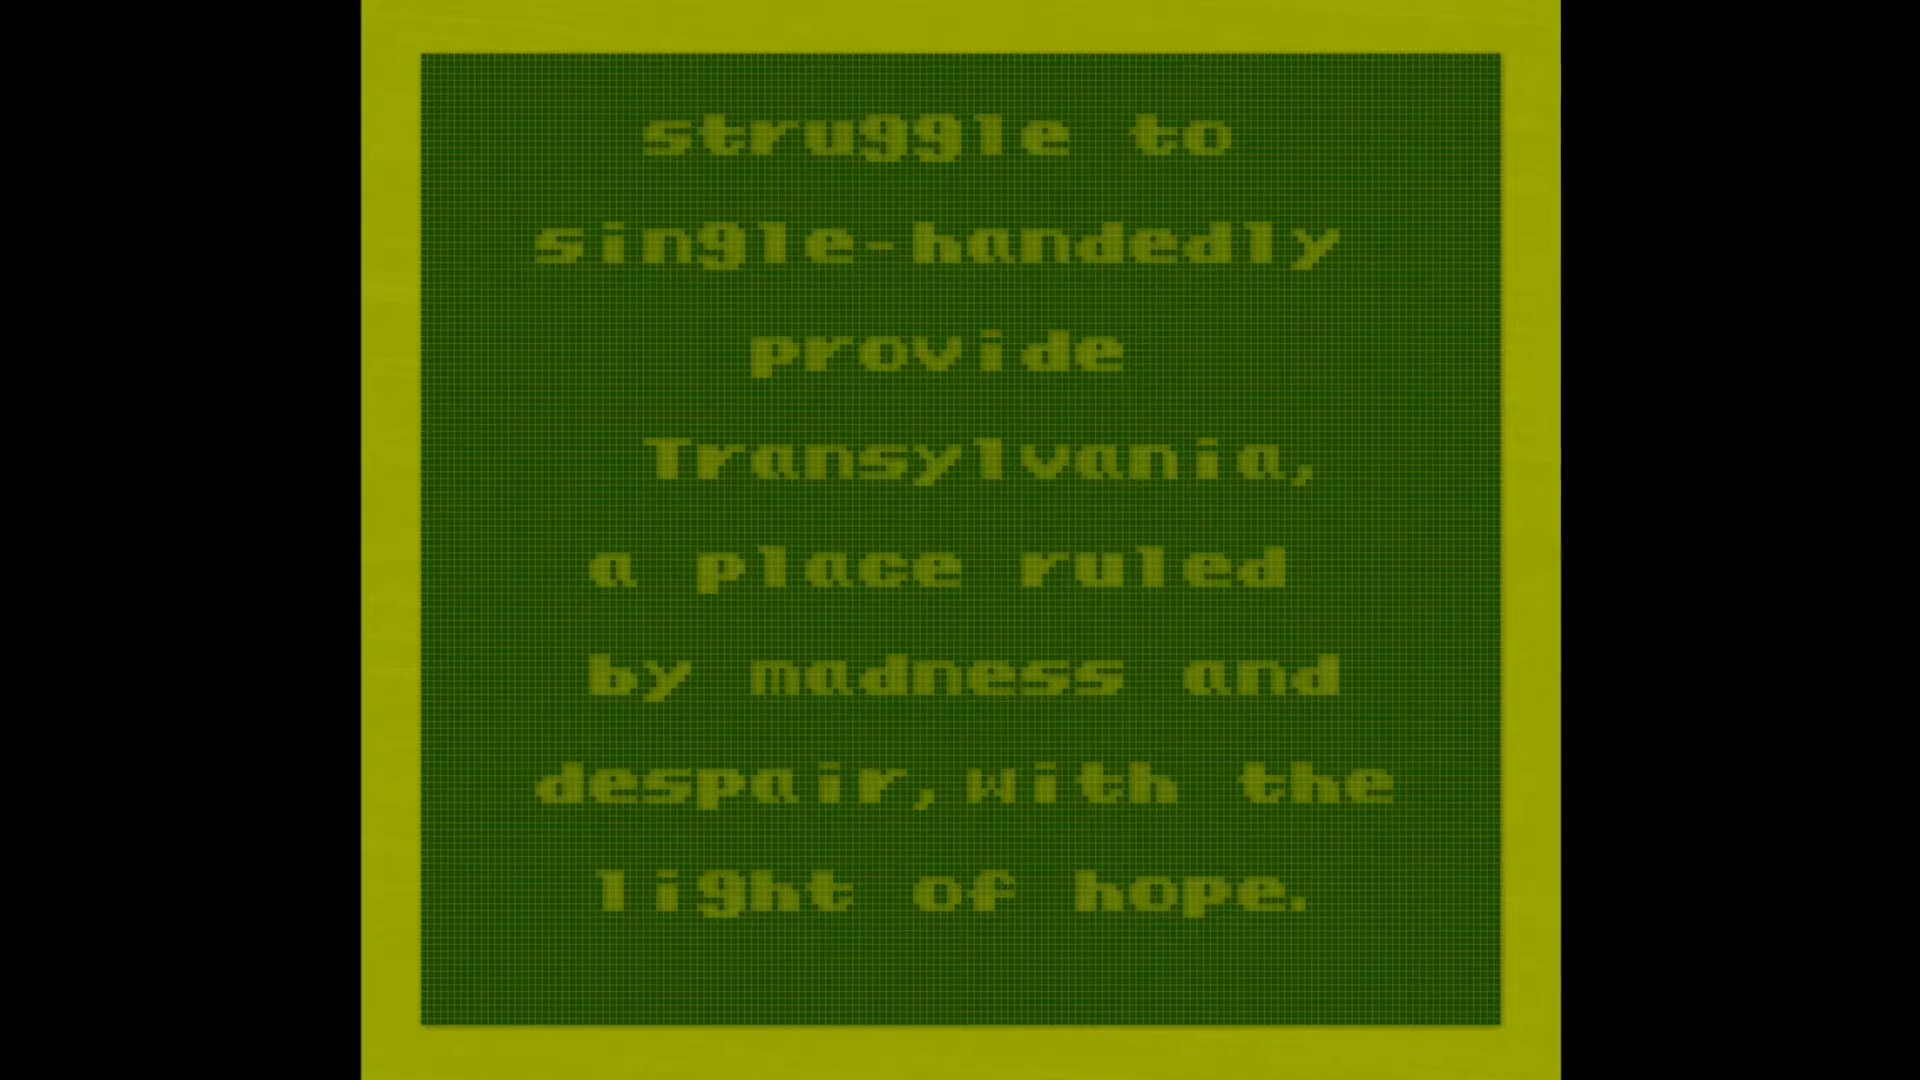 struggle to
single-handedly
provide
Transylvania,
a place ruled
by madness and
despair, with the
light of hope.